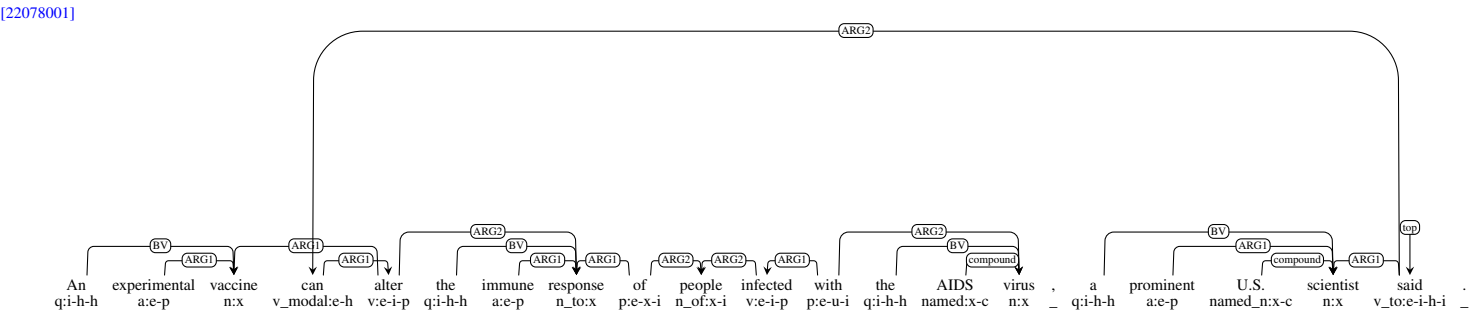 [22078001]
ARG2
ARG2 ARG2 top
BV ARG1 BV BV BV ARG1
ARG1 ARG1 ARG1 ARG1 ARG2 ARG2 ARG1 compound compound ARG1
An experimental vaccine can alter the immune response of people infected with the AIDS virus , a prominent U.S. scientist said .
q:i-h-h a:e-p n:x v_modal:e-h v:e-i-p q:i-h-h a:e-p n_to:x p:e-x-i n_of:x-i v:e-i-p p:e-u-i q:i-h-h named:x-c n:x _ q:i-h-h a:e-p named_n:x-c n:x v_to:e-i-h-i _